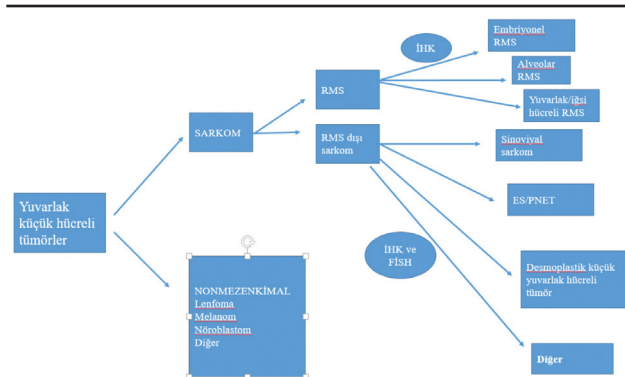 Yuvarlak
küçük hücreli
tümörler
SARKOM
NONMEZENKİMAL
Lenfoma
Melanom
Nöroblastom
Diğer
RMS
RMS dışı
sarkom
İHK
İHK ve
FİSH
Embriyonel
RMS
Alveolar
RMS
Yuvarlak/iğsi
hücreli RMS
Sinoviyal
sarkom
ES/PNET
Desmoplastik küçük
yuvarlak hücreli
tümör
Diğer